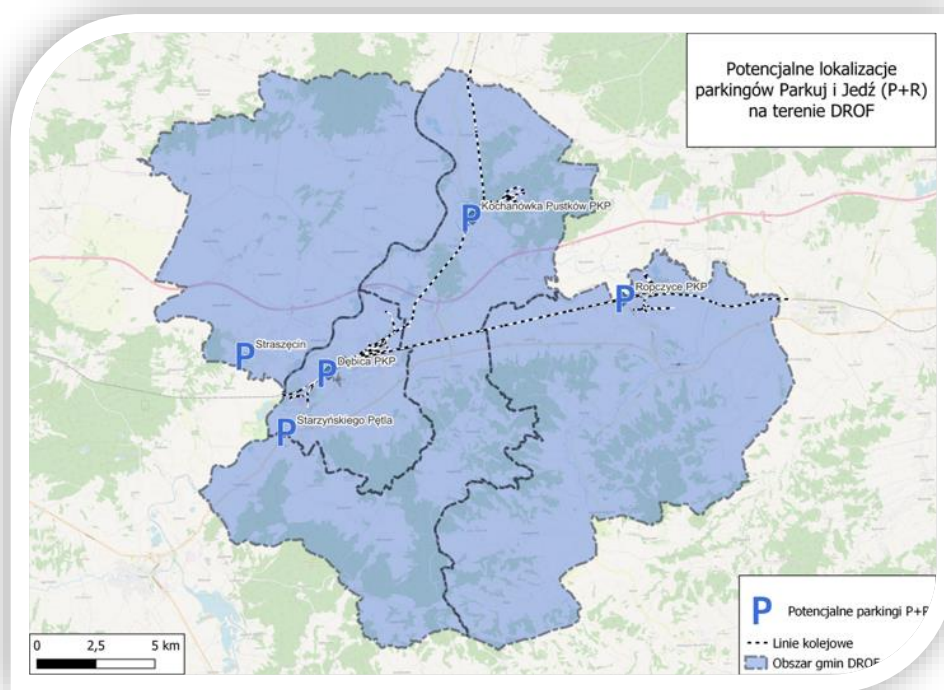 Potencjalne lokalizacje
parkingów Parkuj i Jedź (P+R)
na terenie DROF
Kochanówka Pustków PKP
Ropczyce PKP
Straszęcin
Dębica PKP
Starzyńskiego Pętla
P Potencjalne parkingi P+R
Linie kolejowe
Obszar gmin DROF
0 2,5 5 km